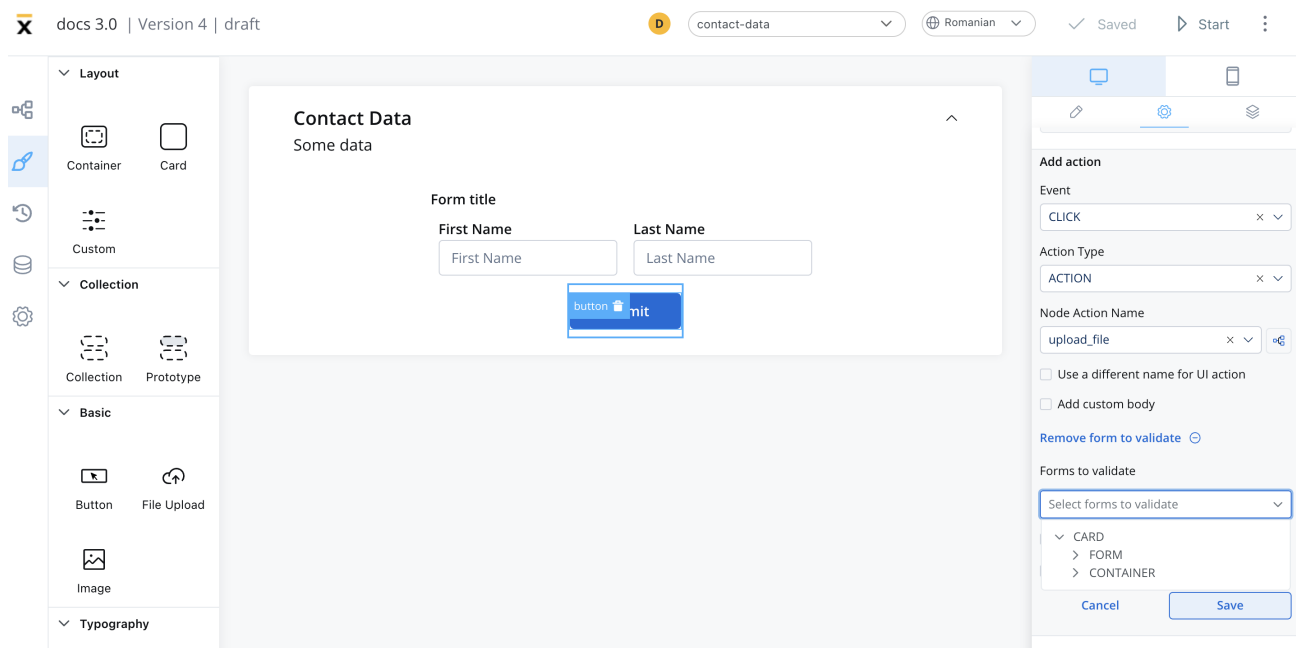 docs 3.0 | Version 4 | draft
D
contact-data
Romanian
Saved
Start
Layout
Container
Card
Custom
Collection
Collection
Prototype
Basic
Button
File Upload
Image
Typography
Contact Data
Some data
Form title
First Name
Last Name
First Name
Last Name
button
mit
Add action
Event
CLICK
Action Type
ACTION
Node Action Name
upload_file
Use a different name for UI action
Add custom body
Remove form to validate
Forms to validate
Select forms to validate
CARD
FORM
CONTAINER
Cancel
Save